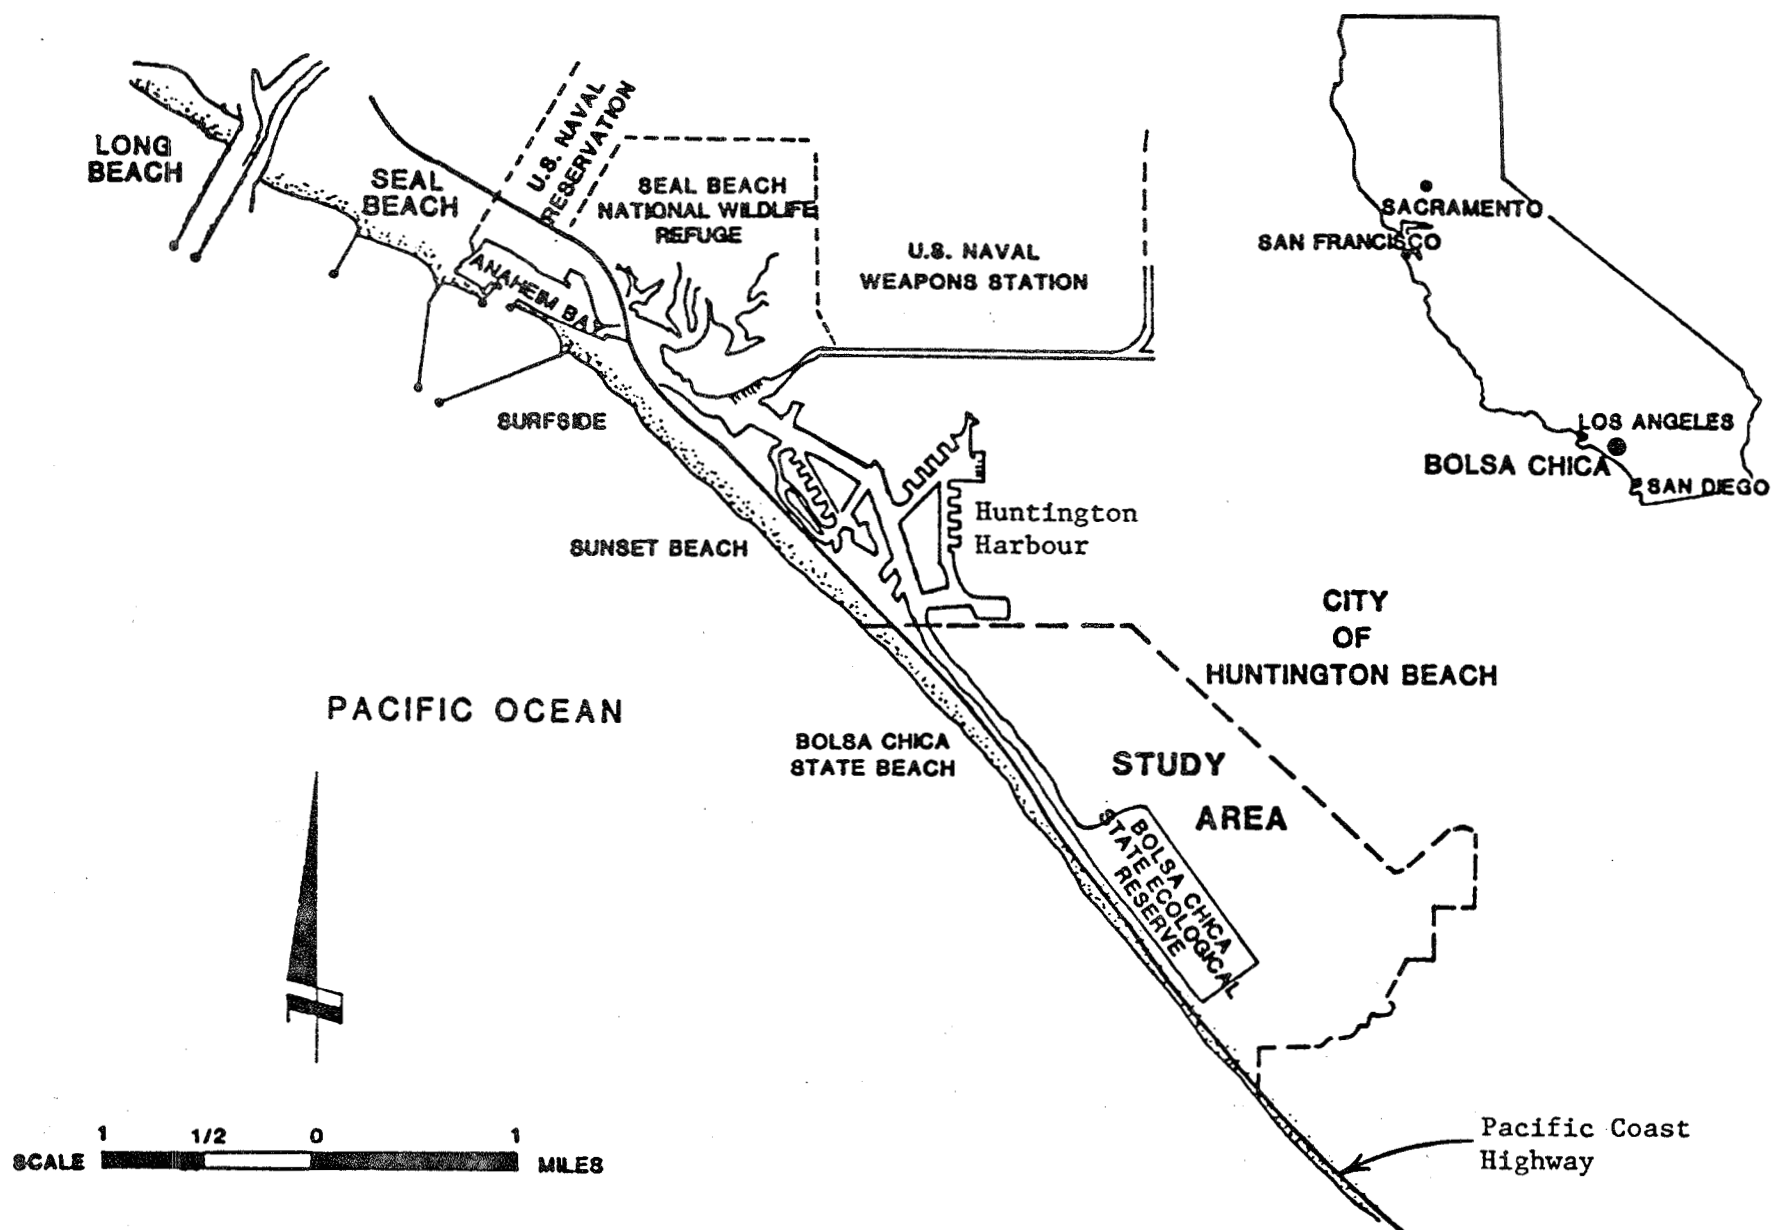 LONG
BEACH
SEAL
BEACH
U.S. NAVAL
RESERVATION
SEAL BEACH
NATIONAL WILDLIFE
REFUGE
U.S. NAVAL
WEAPONS STATION
ANAHEIM BAY
SURFSIDE
SUNSET BEACH
Huntington
Harbour
CITY
OF
HUNTINGTON BEACH
PACIFIC OCEAN
BOLSA CHICA
STATE BEACH
STUDY
AREA
BOLSA CHICA
STATE ECOLOGICAL
RESERVE
Pacific Coast
Highway
SACRAMENTO
SAN FRANCISCO
LOS ANGELES
BOLSA CHICA
SAN DIEGO
1 1/2 0 1
SCALE MILES